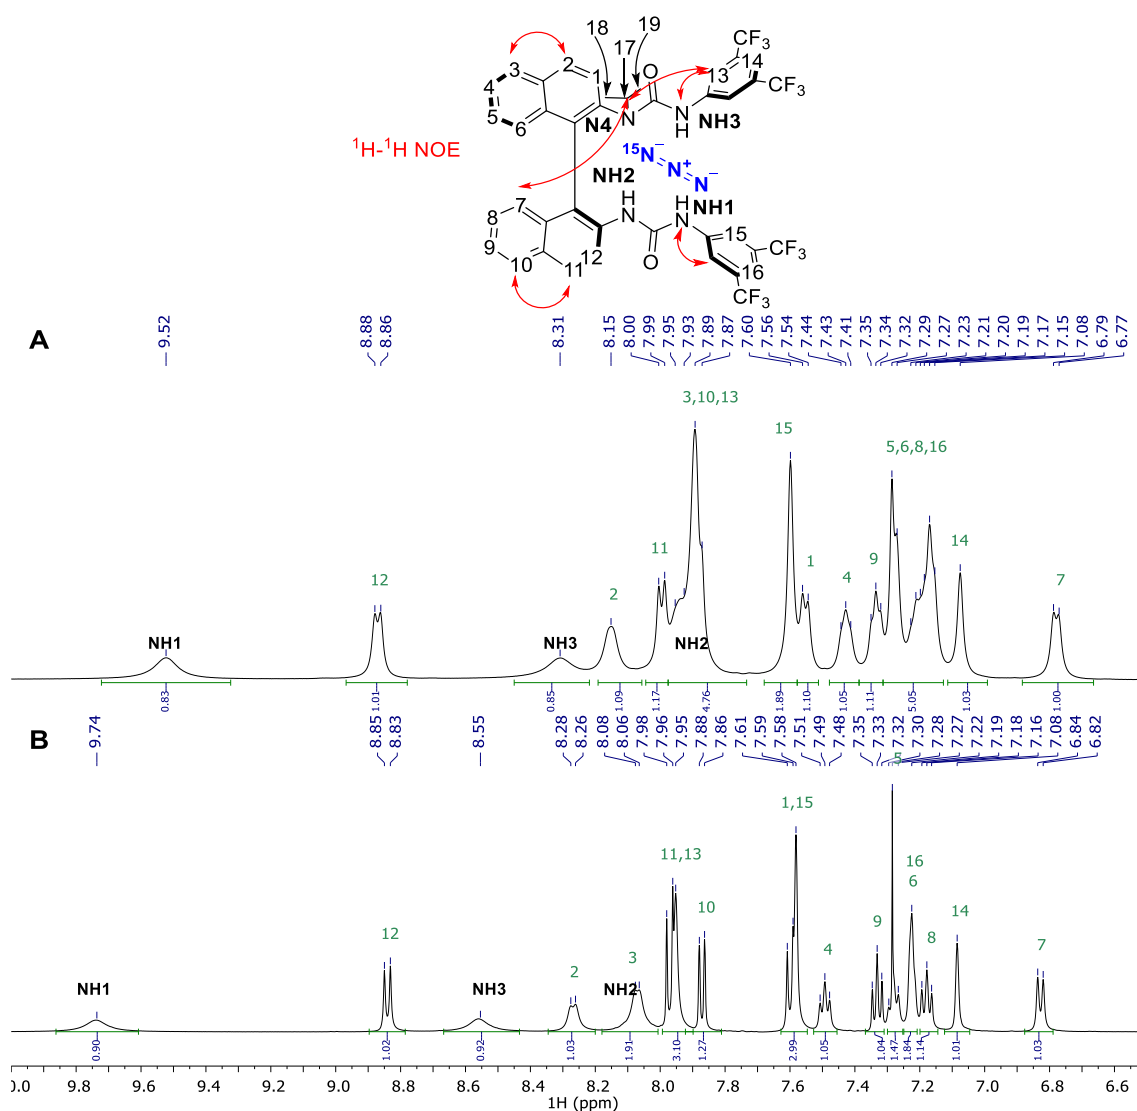 18 19
17
CF3
3 2 1 O 13 14
4
5 N4 N N H NH3 CF3
6
1H-1H NOE
15N− N+ N−
NH2
H H NH1
7 N N 15
8
9 O CF3
10 11 12 16
CF3
A
9.52 8.88 8.86 8.31 8.15 8.00 7.99 7.95 7.93 7.89 7.87 7.60 7.56 7.54 7.44 7.43 7.41 7.35 7.34 7.32 7.29 7.27 7.23 7.21 7.20 7.19 7.17 7.15 7.08 6.79 6.77
3,10,13
15 5,6,8,16
11 1 9 14
12 2 4 7
NH1 NH3 NH2
0.83 1.01 0.85 1.09 1.17 4.76 1.89 1.10 1.05 1.11 5.05 1.03 1.00
B
9.74 8.85 8.83 8.55 8.28 8.26 8.08 8.06 7.98 7.96 7.95 7.88 7.86 7.61 7.59 7.58 7.51 7.49 7.48 7.35 7.33 7.32 7.30 7.28 7.27 7.22 7.19 7.18 7.16 7.08 6.84 6.82
5
1,15
11,13 16
10 6
12 3 4 9 8 14 7
2
NH1 NH3 NH2
0.90 1.02 0.92 1.03 1.91 3.10 1.27 2.99 1.05 1.04 1.47 1.84 1.14 1.01 1.03
0.0 9.6 9.4 9.2 9.0 8.8 8.6 8.4 8.2 8.0 7.8 7.6 7.4 7.2 7.0 6.8 6.6
1H (ppm)